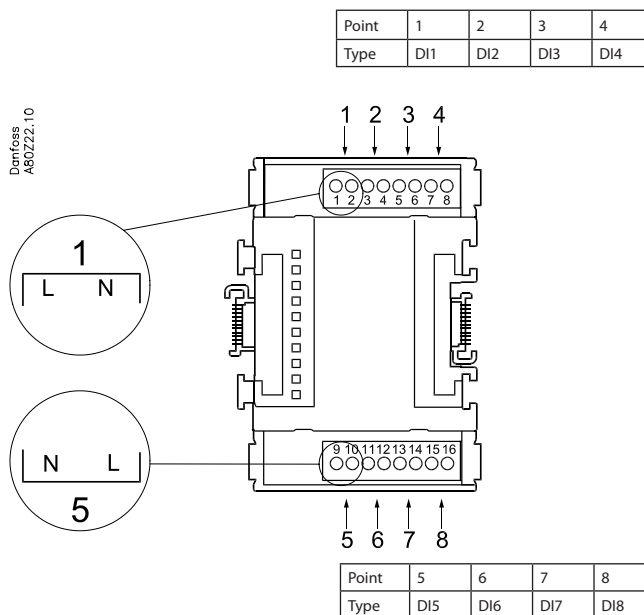 Point 1 2 3 4
Type DI1 DI2 DI3 DI4
Danfoss
A80Z22.10
1 2 3 4
1 2 3 4 5 6 7 8
1
L N
9 10 11 12 13 14 15 16
N L
5
5 6 7 8
Point 5 6 7 8
Type DI5 DI6 DI7 DI8